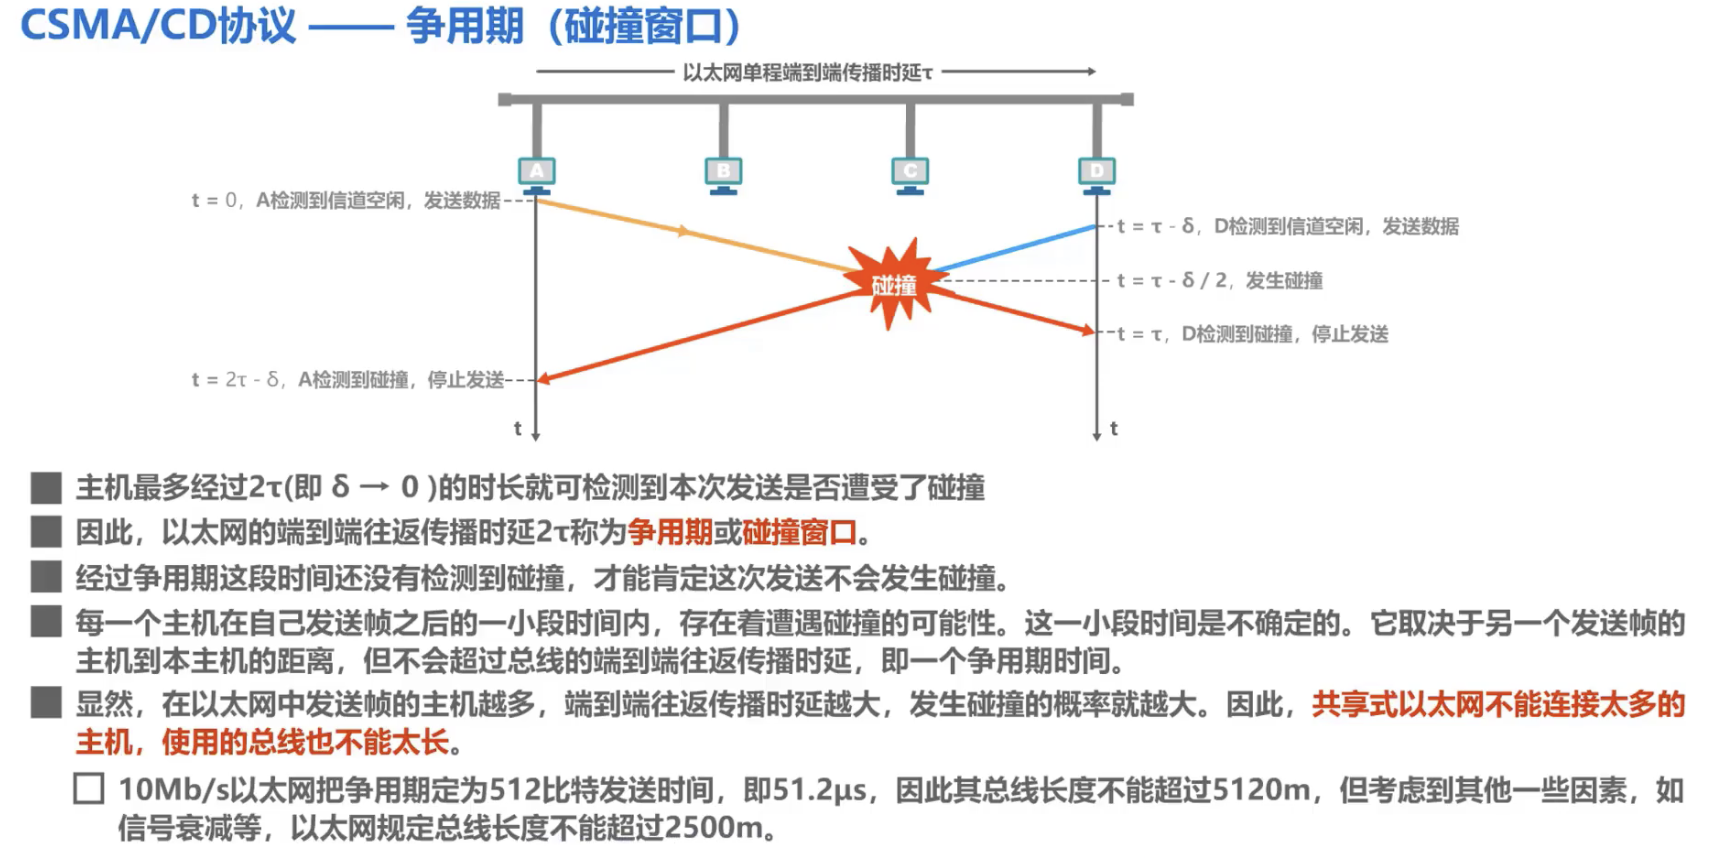 CSMA/CD协议 —— 争用期（碰撞窗口）
以太网单程端到端传播时延τ
A
B
C
D
t = 0，A检测到信道空闲，发送数据
t = τ - δ，D检测到信道空闲，发送数据
碰撞
t = τ - δ / 2，发生碰撞
t = τ，D检测到碰撞，停止发送
t = 2τ - δ，A检测到碰撞，停止发送
t
t
主机最多经过2τ(即 δ → 0 )的时长就可检测到本次发送是否遭受了碰撞
因此，以太网的端到端往返传播时延2τ称为争用期或碰撞窗口。
经过争用期这段时间还没有检测到碰撞，才能肯定这次发送不会发生碰撞。
每一个主机在自己发送帧之后的一小段时间内，存在着遭遇碰撞的可能性。这一小段时间是不确定的。它取决于另一个发送帧的
主机到本主机的距离，但不会超过总线的端到端往返传播时延，即一个争用期时间。
显然，在以太网中发送帧的主机越多，端到端往返传播时延越大，发生碰撞的概率就越大。因此，共享式以太网不能连接太多的
主机，使用的总线也不能太长。
10Mb/s以太网把争用期定为512比特发送时间，即51.2μs，因此其总线长度不能超过5120m，但考虑到其他一些因素，如
信号衰减等，以太网规定总线长度不能超过2500m。